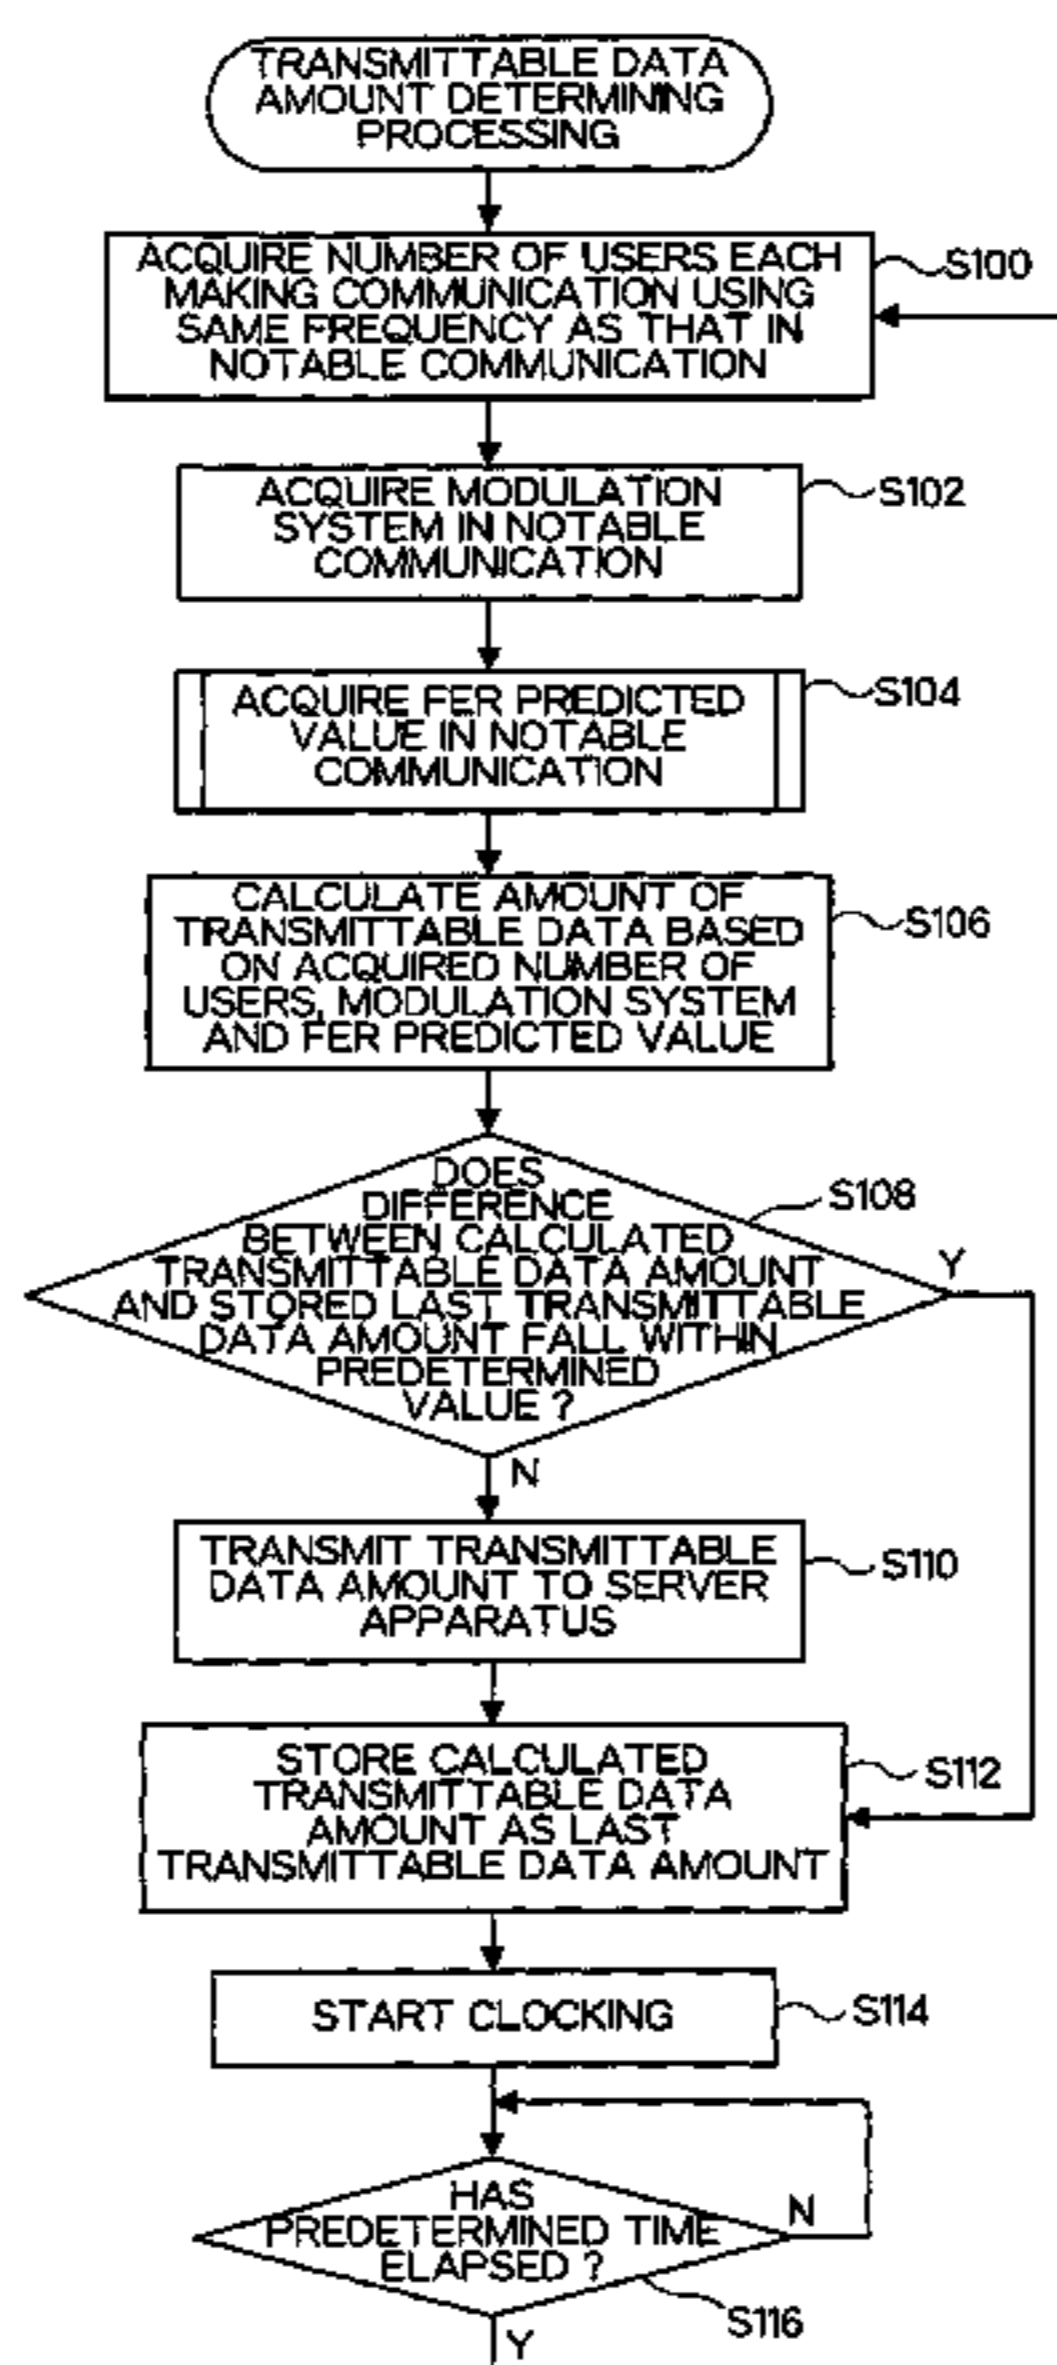 TRANSMITTABLE DATA
AMOUNT DETERMINING
PROCESSING
ACQUIRE NUMBER OF USERS EACH
MAKING COMMUNICATION USING
SAME FREQUENCY AS THAT IN
NOTABLE COMMUNICATION
S100
ACQUIRE MODULATION
SYSTEM IN NOTABLE
COMMUNICATION
S102
ACQUIRE FER PREDICTED
VALUE IN NOTABLE
COMMUNICATION
S104
CALCULATE AMOUNT OF
TRANSMITTABLE DATA BASED
ON ACQUIRED NUMBER OF
USERS, MODULATION SYSTEM
AND FER PREDICTED VALUE
S106
DOES
DIFFERENCE
BETWEEN CALCULATED
TRANSMITTABLE DATA AMOUNT
AND STORED LAST TRANSMITTABLE
DATA AMOUNT FALL WITHIN
PREDETERMINED
VALUE ?
S108
Y
N
TRANSMIT TRANSMITTABLE
DATA AMOUNT TO SERVER
APPARATUS
S110
STORE CALCULATED
TRANSMITTABLE DATA
AMOUNT AS LAST
TRANSMITTABLE DATA AMOUNT
S112
START CLOCKING
S114
HAS
PREDETERMINED TIME
ELAPSED ?
N
S116
Y